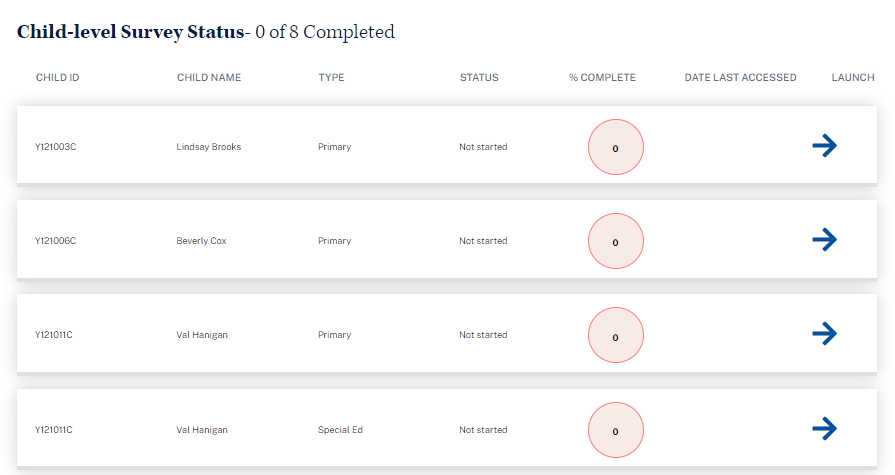 Child-level Survey Status- 0 of 8 Completed
CHILD ID CHILD NAME TYPE STATUS % COMPLETE DATE LAST ACCESSED LAUNCH
Y121003C Lindsay Brooks Primary Not started 0
Y121006C Beverly Cox Primary Not started 0
Y121011C Val Hanigan Primary Not started 0
Y121011C Val Hanigan Special Ed Not started 0